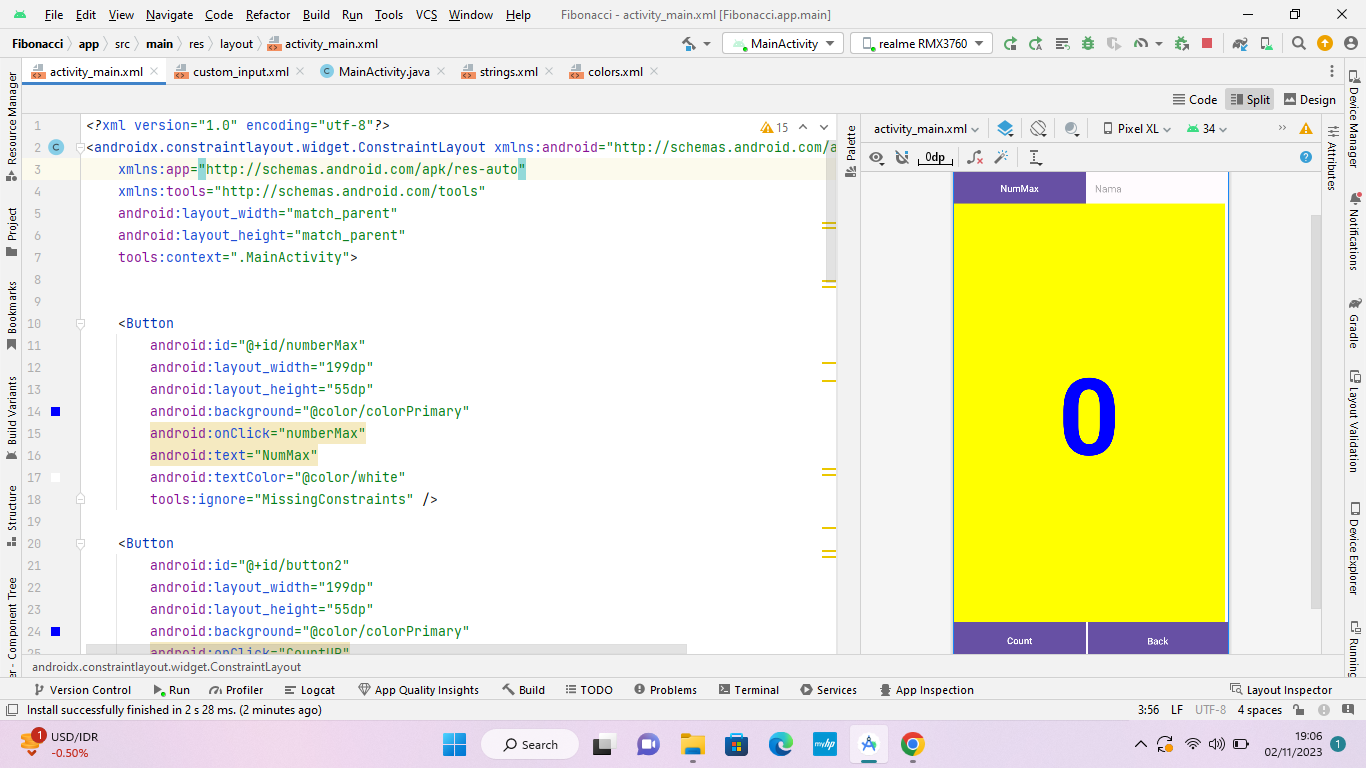 File Edit View Navigate Code Refactor Build Run Tools VCS Window Help Fibonacci - activity_main.xml [Fibonacci.app.main]
Fibonacci app src main res layout activity_main.xml MainActivity realme RMX3760
activity_main.xml custom_input.xml MainActivity.java strings.xml colors.xml
Code Split Design
Resource Manager
Project
Bookmarks
Build Variants
Structure
Component Tree
1 <?xml version="1.0" encoding="utf-8"?>
2 <androidx.constraintlayout.widget.ConstraintLayout xmlns:android="http://schemas.android.com/a
3 xmlns:app="http://schemas.android.com/apk/res-auto"
4 xmlns:tools="http://schemas.android.com/tools"
5 android:layout_width="match_parent"
6 android:layout_height="match_parent"
7 tools:context=".MainActivity">
8
9
10 <Button
11 android:id="@+id/numberMax"
12 android:layout_width="199dp"
13 android:layout_height="55dp"
14 android:background="@color/colorPrimary"
15 android:onClick="numberMax"
16 android:text="NumMax"
17 android:textColor="@color/white"
18 tools:ignore="MissingConstraints" />
19
20 <Button
21 android:id="@+id/button2"
22 android:layout_width="199dp"
23 android:layout_height="55dp"
24 android:background="@color/colorPrimary"
25 android:onClick="CountUP"
15
Palette
activity_main.xml Pixel XL 34
0dp
NumMax Nama
0
Count Back
Attributes
Device Manager
Notifications
Gradle
Layout Validation
Device Explorer
Running
androidx.constraintlayout.widget.ConstraintLayout
Version Control Run Profiler Logcat App Quality Insights Build TODO Problems Terminal Services App Inspection Layout Inspector
Install successfully finished in 2 s 28 ms. (2 minutes ago) 3:56 LF UTF-8 4 spaces
1 USD/IDR
-0.50%
Search
myhp
19:06
02/11/2023
1